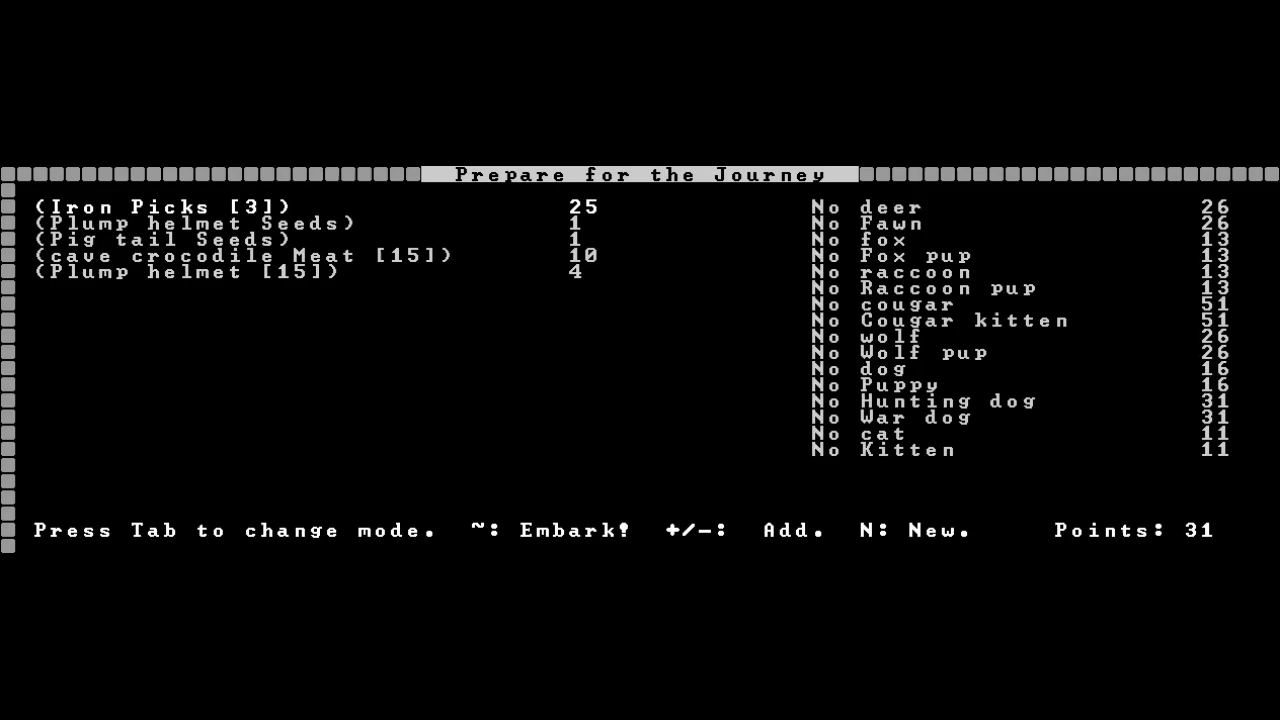 Prepare for the Journey
(Iron Picks [3]) 25 No deer 26
(Plump helmet Seeds) 1 No Fawn 26
(Pig tail Seeds) 1 No fox 13
(cave crocodile Meat [15]) 10 No Fox pup 13
(Plump helmet [15]) 4 No raccoon 13
No Raccoon pup 13
No cougar 51
No Cougar kitten 51
No wolf 26
No Wolf pup 26
No dog 16
No Puppy 16
No Hunting dog 31
No War dog 31
No cat 11
No Kitten 11
Press Tab to change mode. ~: Embark! +/-: Add. N: New. Points: 31